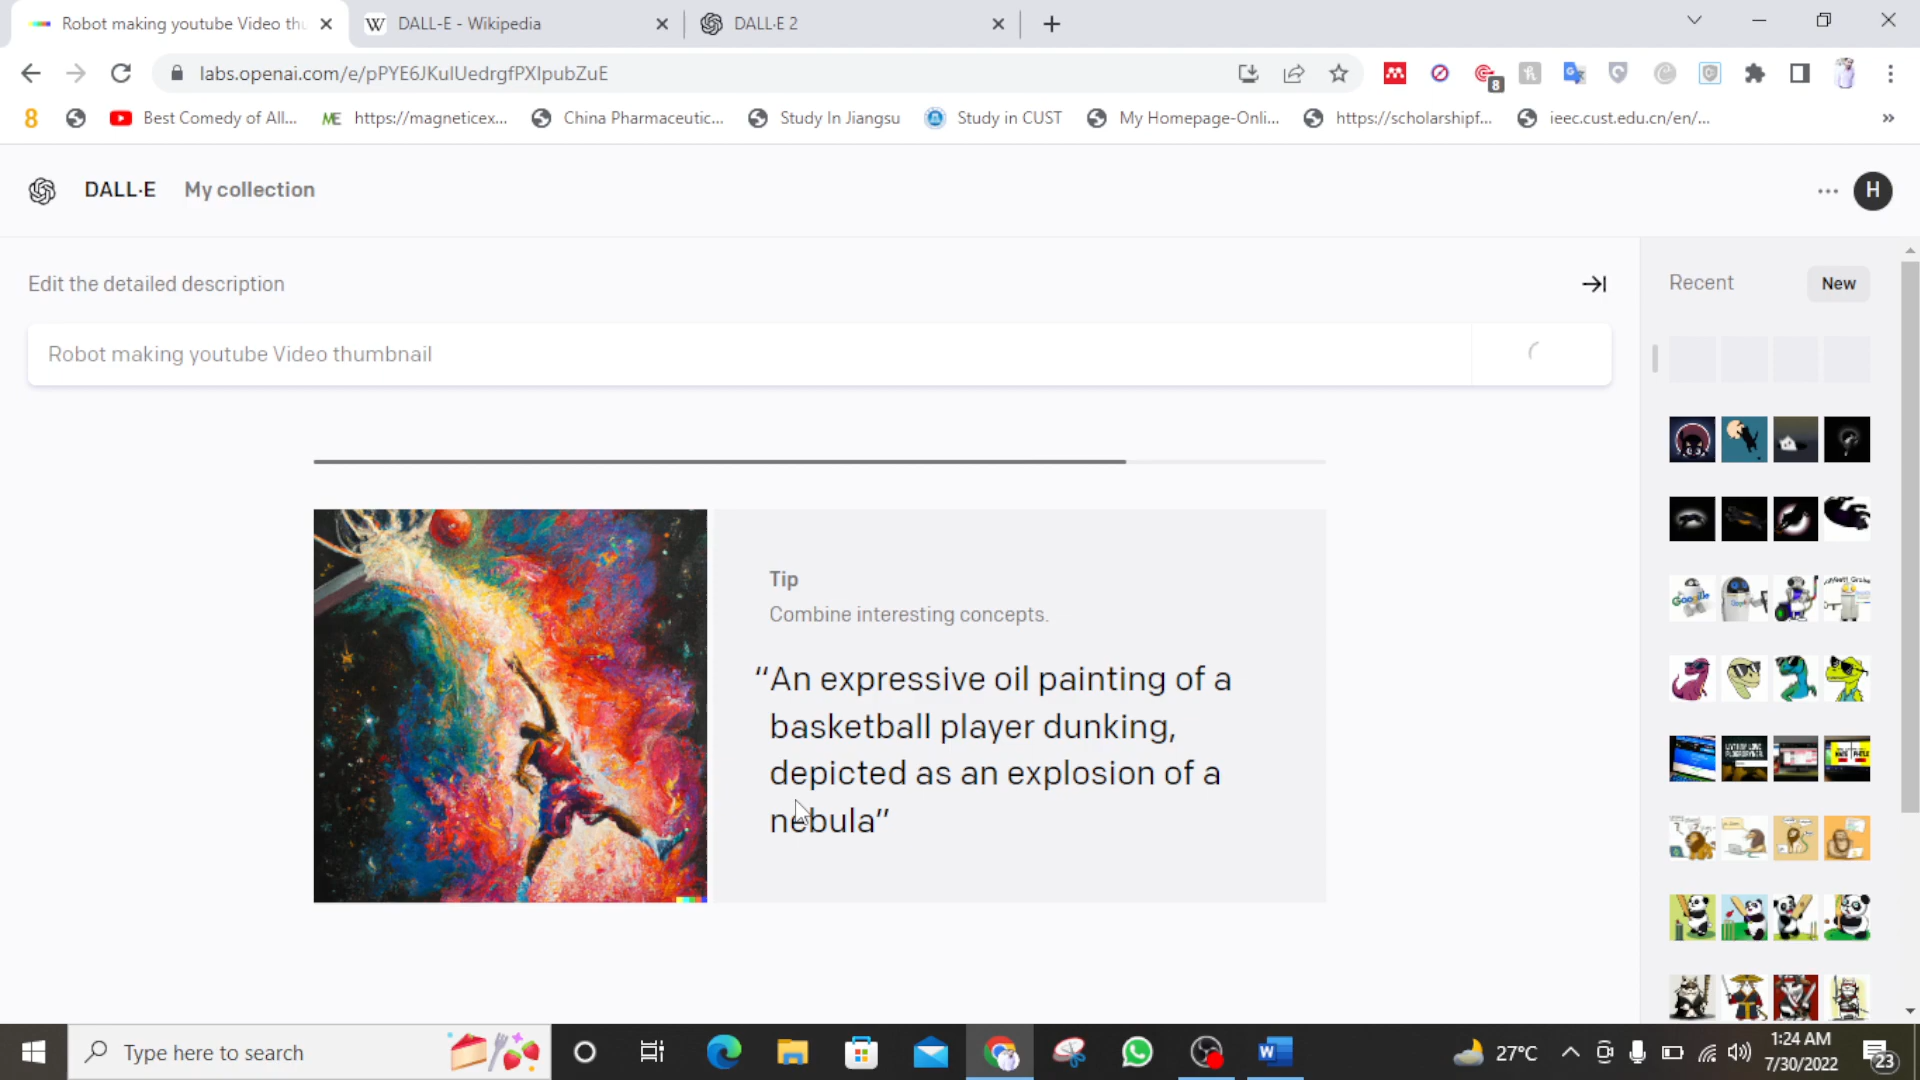 Robot making youtube Video thu
DALL-E - Wikipedia
DALL·E 2
labs.openai.com/e/pPYE6JKulUedrgfPXIpubZuE
8
8
Best Comedy of All...
ME
https://magneticex...
China Pharmaceutic...
Study In Jiangsu
Study in CUST
My Homepage-Onli...
https://scholarshipf...
ieec.cust.edu.cn/en/...
»
DALL·E
My collection
H
Edit the detailed description
Recent
New
Robot making youtube Video thumbnail
Tip
Combine interesting concepts.
“An expressive oil painting of a
basketball player dunking,
depicted as an explosion of a
nebula”
Type here to search
27°C
1:24 AM
7/30/2022
23